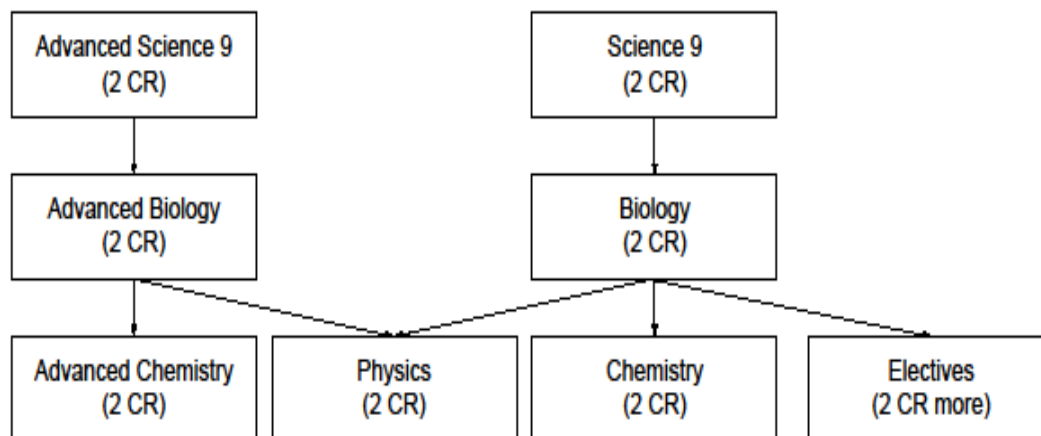 Advanced Science 9
(2 CR)
Science 9
(2 CR)
Advanced Biology
(2 CR)
Biology
(2 CR)
Advanced Chemistry
(2 CR)
Physics
(2 CR)
Chemistry
(2 CR)
Electives
(2 CR more)